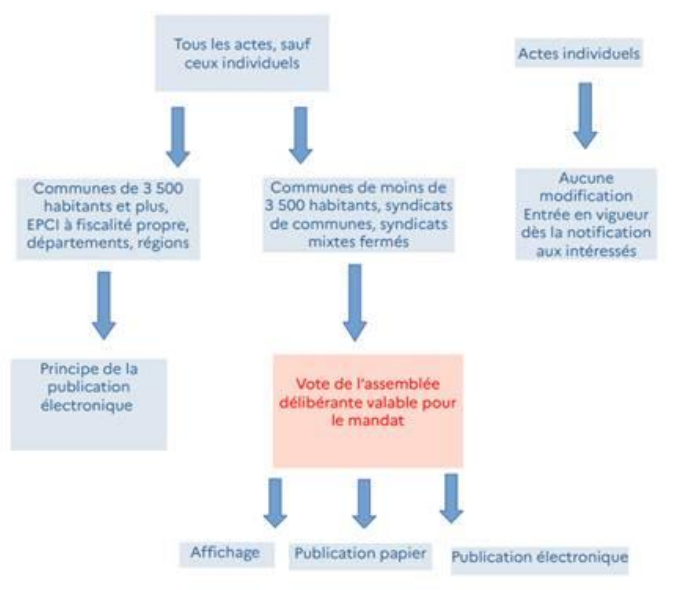 Tous les actes, sauf
ceux individuels
Actes individuels
Communes de 3 500
habitants et plus,
EPCI à fiscalité propre,
départements, régions
Communes de moins de
3 500 habitants, syndicats
de communes, syndicats
mixtes fermés
Aucune
modification
Entrée en vigueur
dès la notification
aux intéressés
Principe de la
publication
électronique
Vote de l'assemblée
délibérante valable pour
le mandat
Affichage
Publication papier
Publication électronique